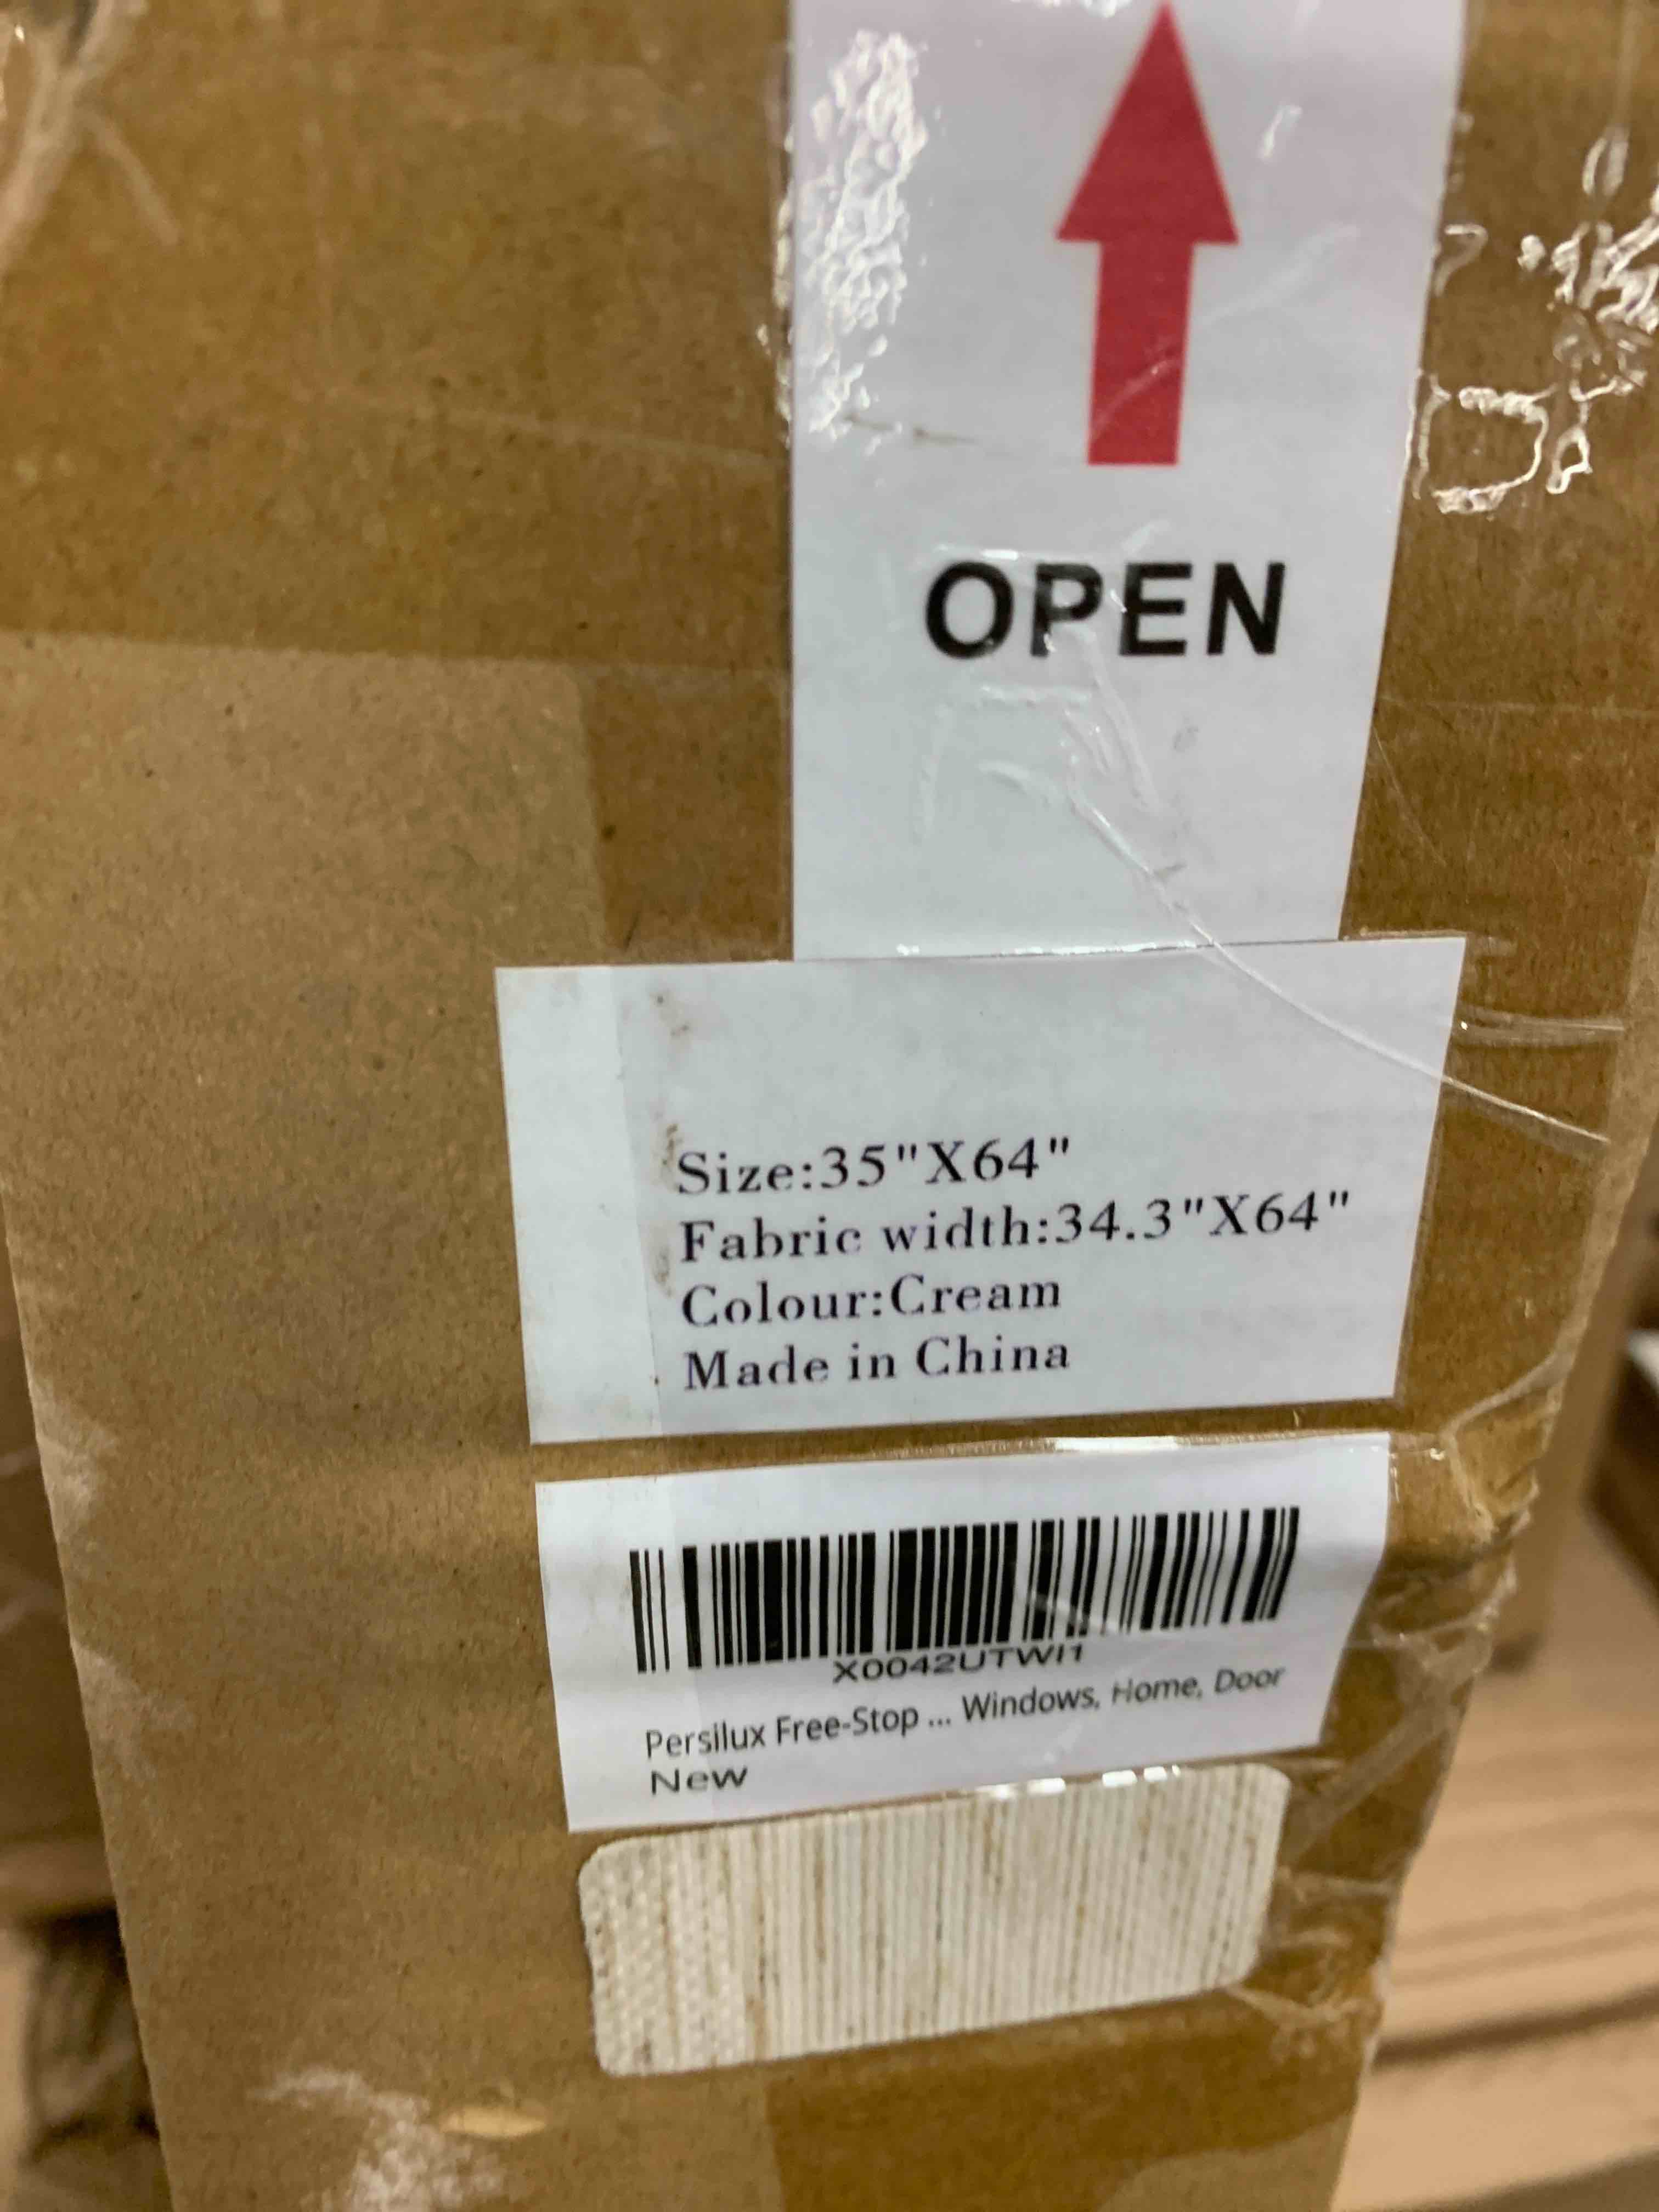 OPEN
Size:35"X64"
Fabric width:34.3"X64"
Colour:Cream
Made in China
X0042UTWI1
Persilux Free-Stop ... Windows, Home, Door
New